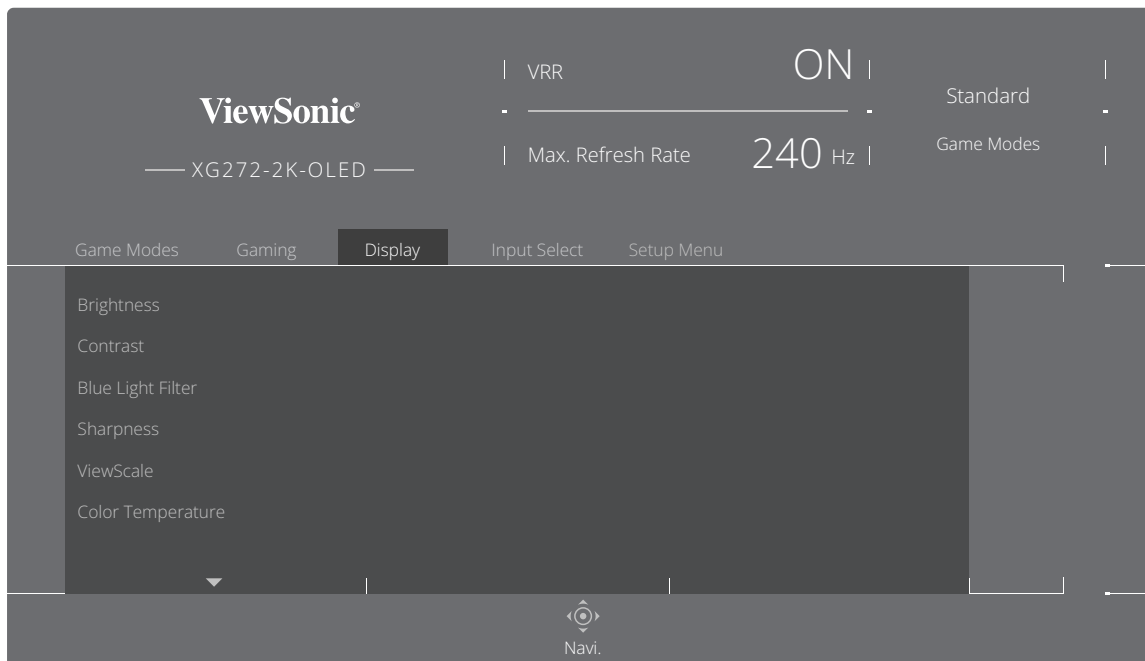 ViewSonic®
XG272-2K-OLED
VRR ON
Max. Refresh Rate 240 Hz
Standard
Game Modes
Game Modes Gaming Display Input Select Setup Menu
Brightness
Contrast
Blue Light Filter
Sharpness
ViewScale
Color Temperature
Navi.